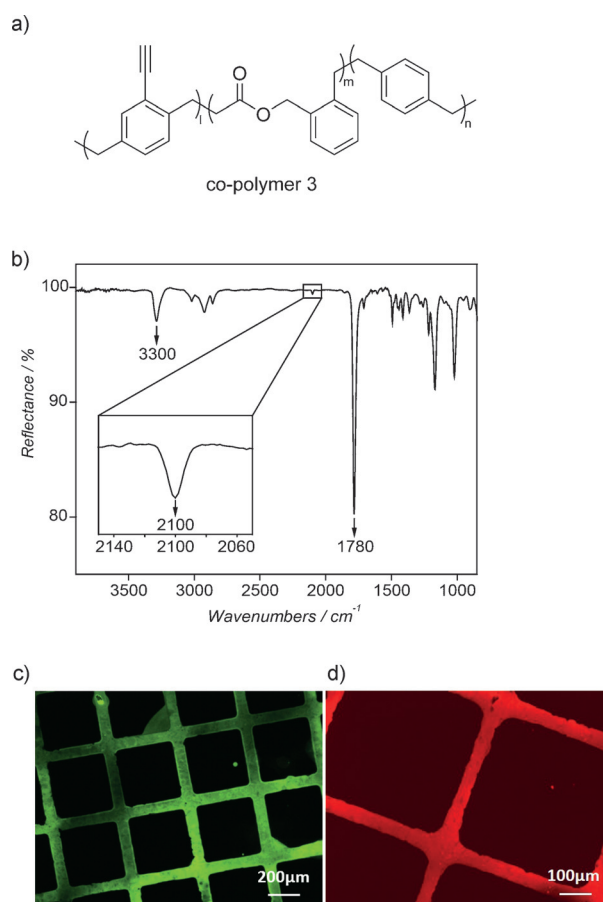 a)
O
O
l
m
n
co-polymer 3
b)
100
90
80
Reflectance / %
3300
2100
2140 2100 2060
1780
3500 3000 2500 2000 1500 1000
Wavenumbers / cm⁻¹
c)
d)
200μm
100μm